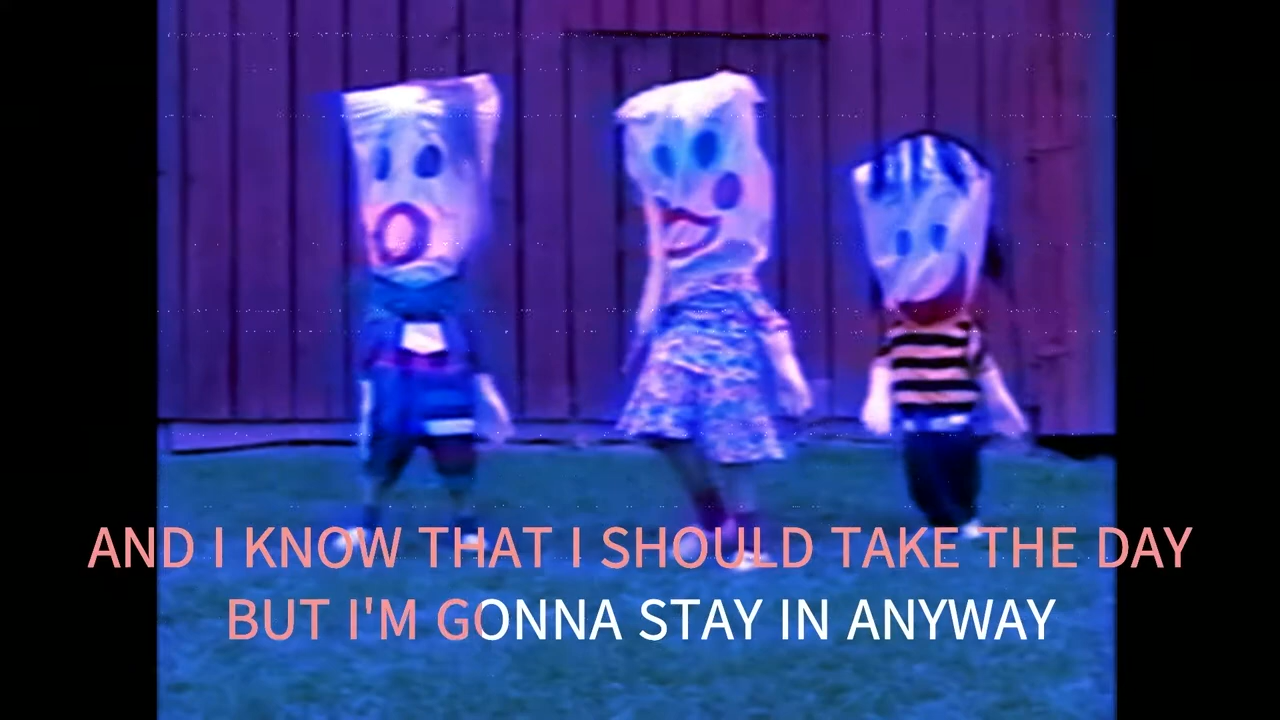 AND I KNOW THAT I SHOULD TAKE THE DAY
BUT I'M GONNA STAY IN ANYWAY